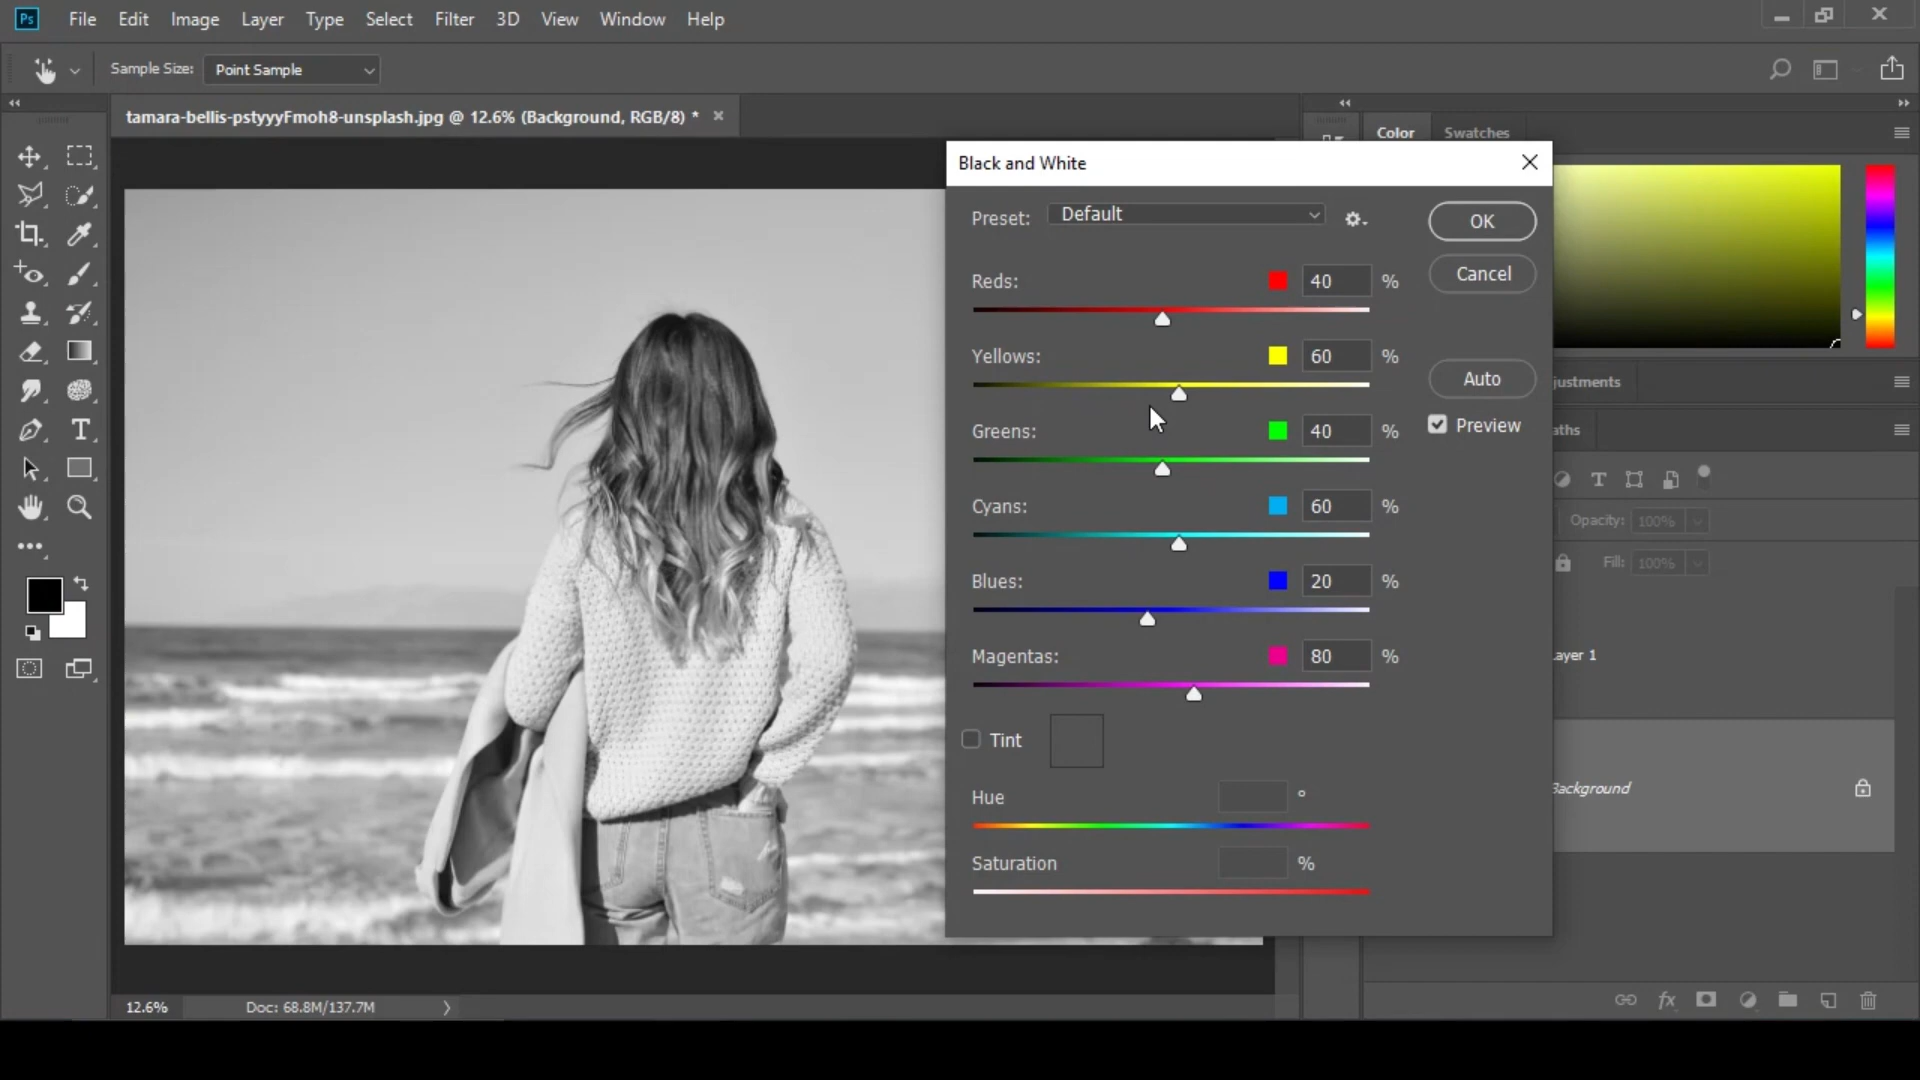 Ps File Edit Image Layer Type Select Filter 3D View Window Help
Sample Size: Point Sample
tamara-bellis-pstyyyFmoh8-unsplash.jpg @ 12.6% (Background, RGB/8) *
Color Swatches
Black and White
Preset: Default
OK
Cancel
Reds: 40 %
Yellows: 60 %
Auto
justments
Greens: 40 %
Preview
aths
Cyans: 60 %
Opacity: 100%
Fill: 100%
Blues: 20 %
Magentas: 80 %
ayer 1
Tint
Hue °
Background
Saturation %
12.6% Doc: 68.8M/137.7M
fx